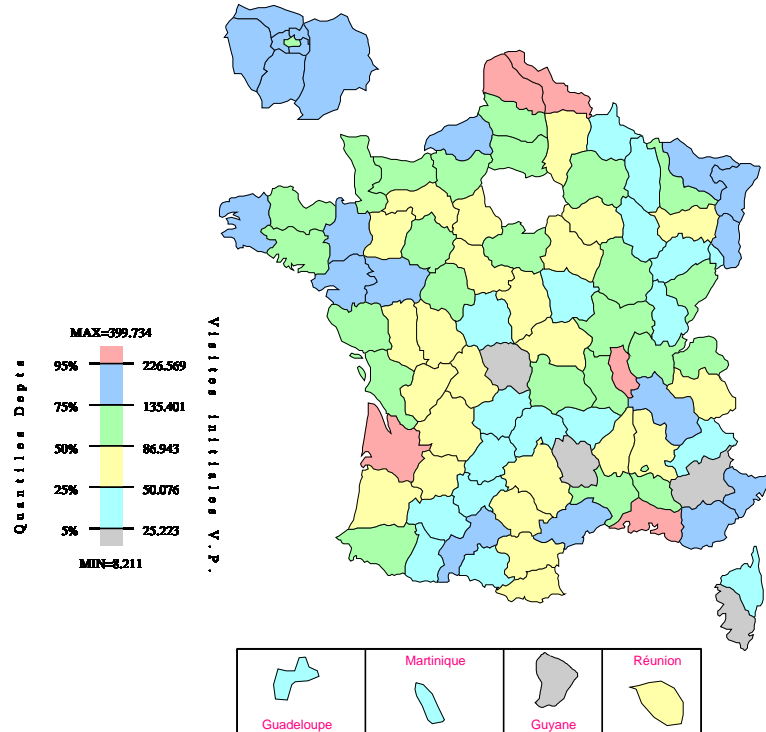 MAX=399.734
95% 226.569
75% 135.401
50% 86.943
25% 50.076
5% 25.223
MIN=8,211
Quantiles Depts
Visites initiales V.P.
Martinique
Réunion
Guadeloupe
Guyane